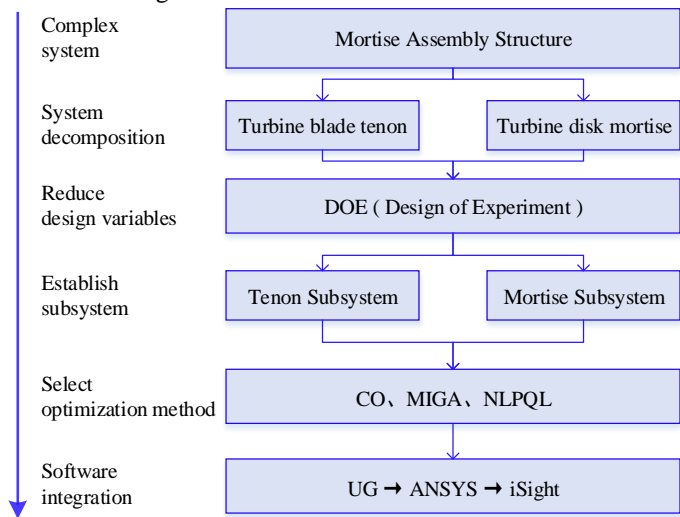 Complex
system
Mortise Assembly Structure
System
decomposition
Turbine blade tenon
Turbine disk mortise
Reduce
design variables
DOE ( Design of Experiment )
Establish
subsystem
Tenon Subsystem
Mortise Subsystem
Select
optimization method
CO、MIGA、NLPQL
Software
integration
UG → ANSYS → iSight